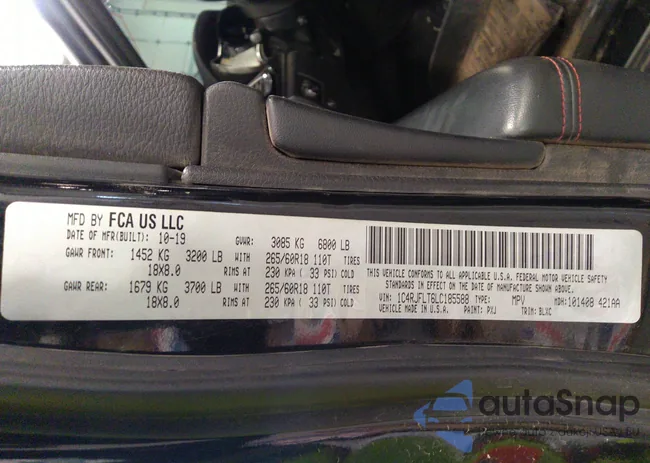 MFD BY FCA US LLC
DATE OF MFR(BUILT): 10-19 GVWR: 3085 KG 6800 LB
GAWR FRONT: 1452 KG 3200 LB WITH 265/60R18 110T TIRES
18X8.0 RIMS AT 230 KPA ( 33 PSI) COLD
GAWR REAR: 1679 KG 3700 LB WITH 265/60R18 110T TIRES
18X8.0 RIMS AT 230 KPA ( 33 PSI) COLD
THIS VEHICLE CONFORMS TO ALL APPLICABLE U.S.A. FEDERAL MOTOR VEHICLE SAFETY
STANDARDS IN EFFECT ON THE DATE OF MANUFACTURE SHOWN ABOVE
VIN: 1C4RJFLT6LC185588 TYPE: MPV MDH: 101408 421AA
VEHICLE MADE IN U.S.A. PAINT: PXJ TRIM: BLXC
autaSnap